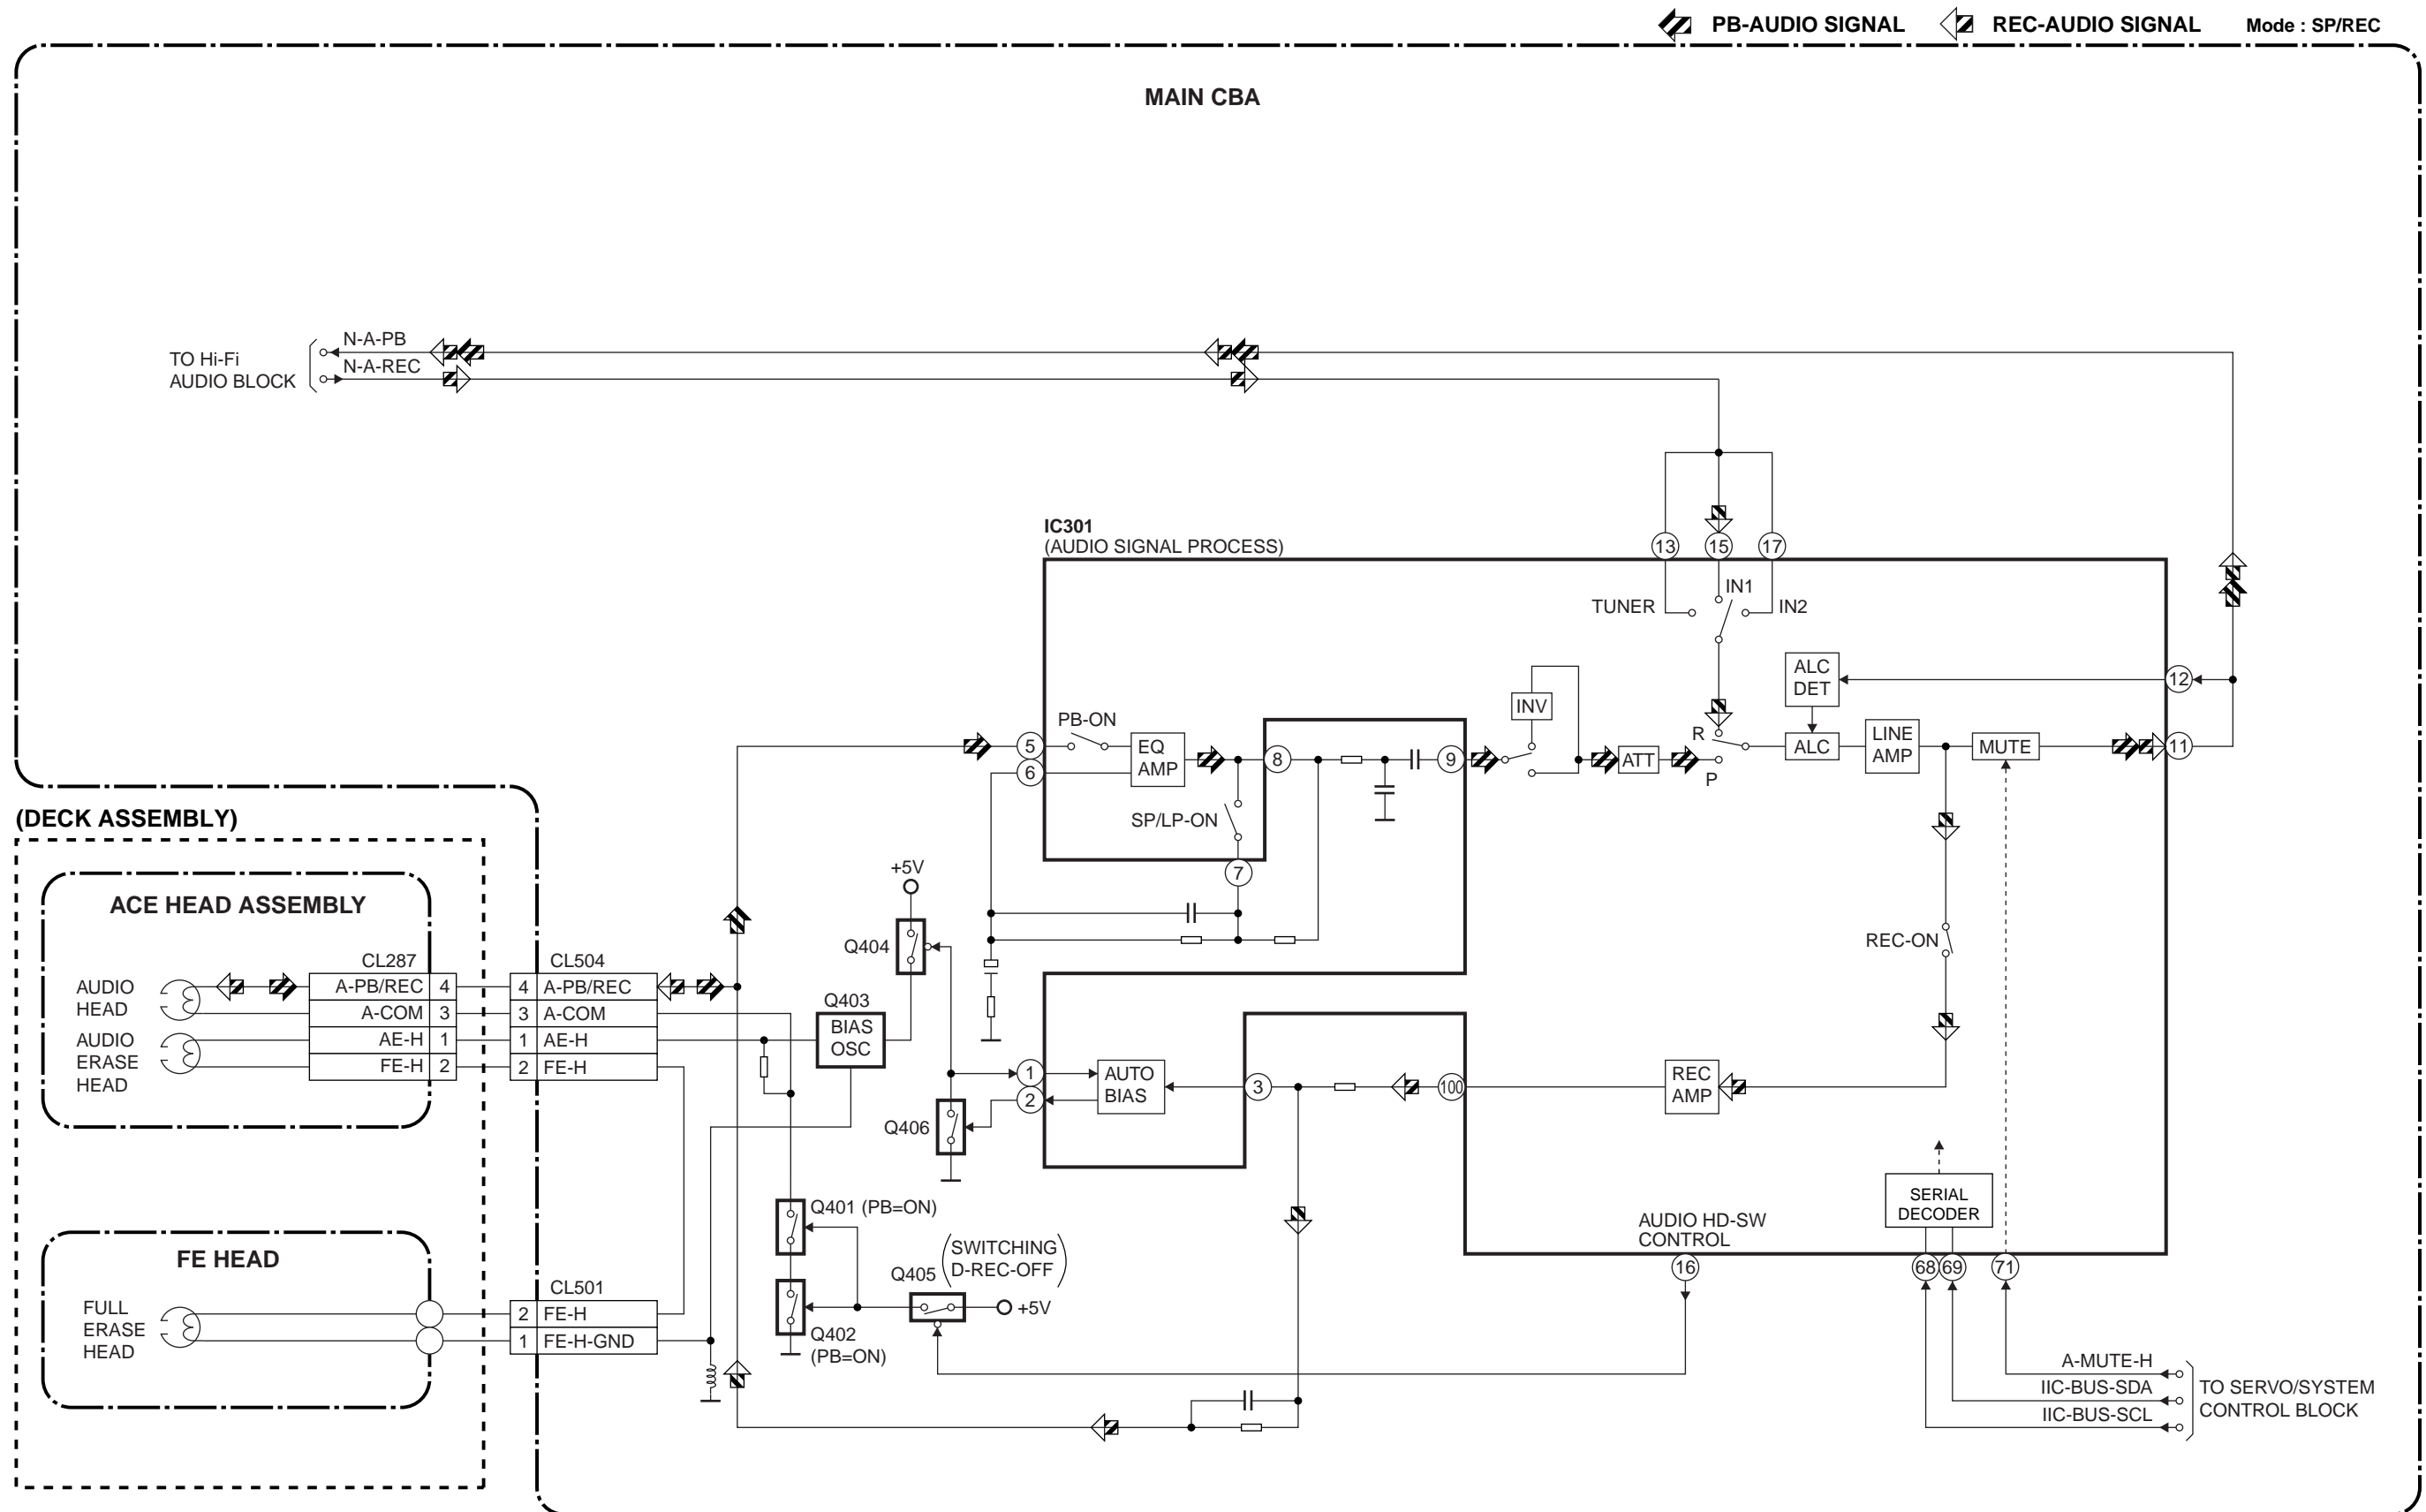 PB-AUDIO SIGNAL REC-AUDIO SIGNAL Mode : SP/REC
MAIN CBA
TO Hi-Fi
AUDIO BLOCK
N-A-PB
N-A-REC
IC301
(AUDIO SIGNAL PROCESS)
13 15 17
TUNER
IN1
IN2
ALC
DET
12
INV
PB-ON
5
6
EQ
AMP
8
9
ATT
R
P
ALC
LINE
AMP
MUTE
11
SP/LP-ON
7
REC-ON
(DECK ASSEMBLY)
ACE HEAD ASSEMBLY
AUDIO
HEAD
AUDIO
ERASE
HEAD
CL287
A-PB/REC 4
A-COM 3
AE-H 1
FE-H 2
CL504
4 A-PB/REC
3 A-COM
1 AE-H
2 FE-H
+5V
Q404
Q403
BIAS
OSC
Q406
1
2
AUTO
BIAS
3
100
REC
AMP
SERIAL
DECODER
AUDIO HD-SW
CONTROL
16
68 69 71
Q401 (PB=ON)
Q402
(PB=ON)
Q405
(SWITCHING
D-REC-OFF)
+5V
FE HEAD
FULL
ERASE
HEAD
CL501
2 FE-H
1 FE-H-GND
A-MUTE-H
IIC-BUS-SDA
IIC-BUS-SCL
TO SERVO/SYSTEM
CONTROL BLOCK